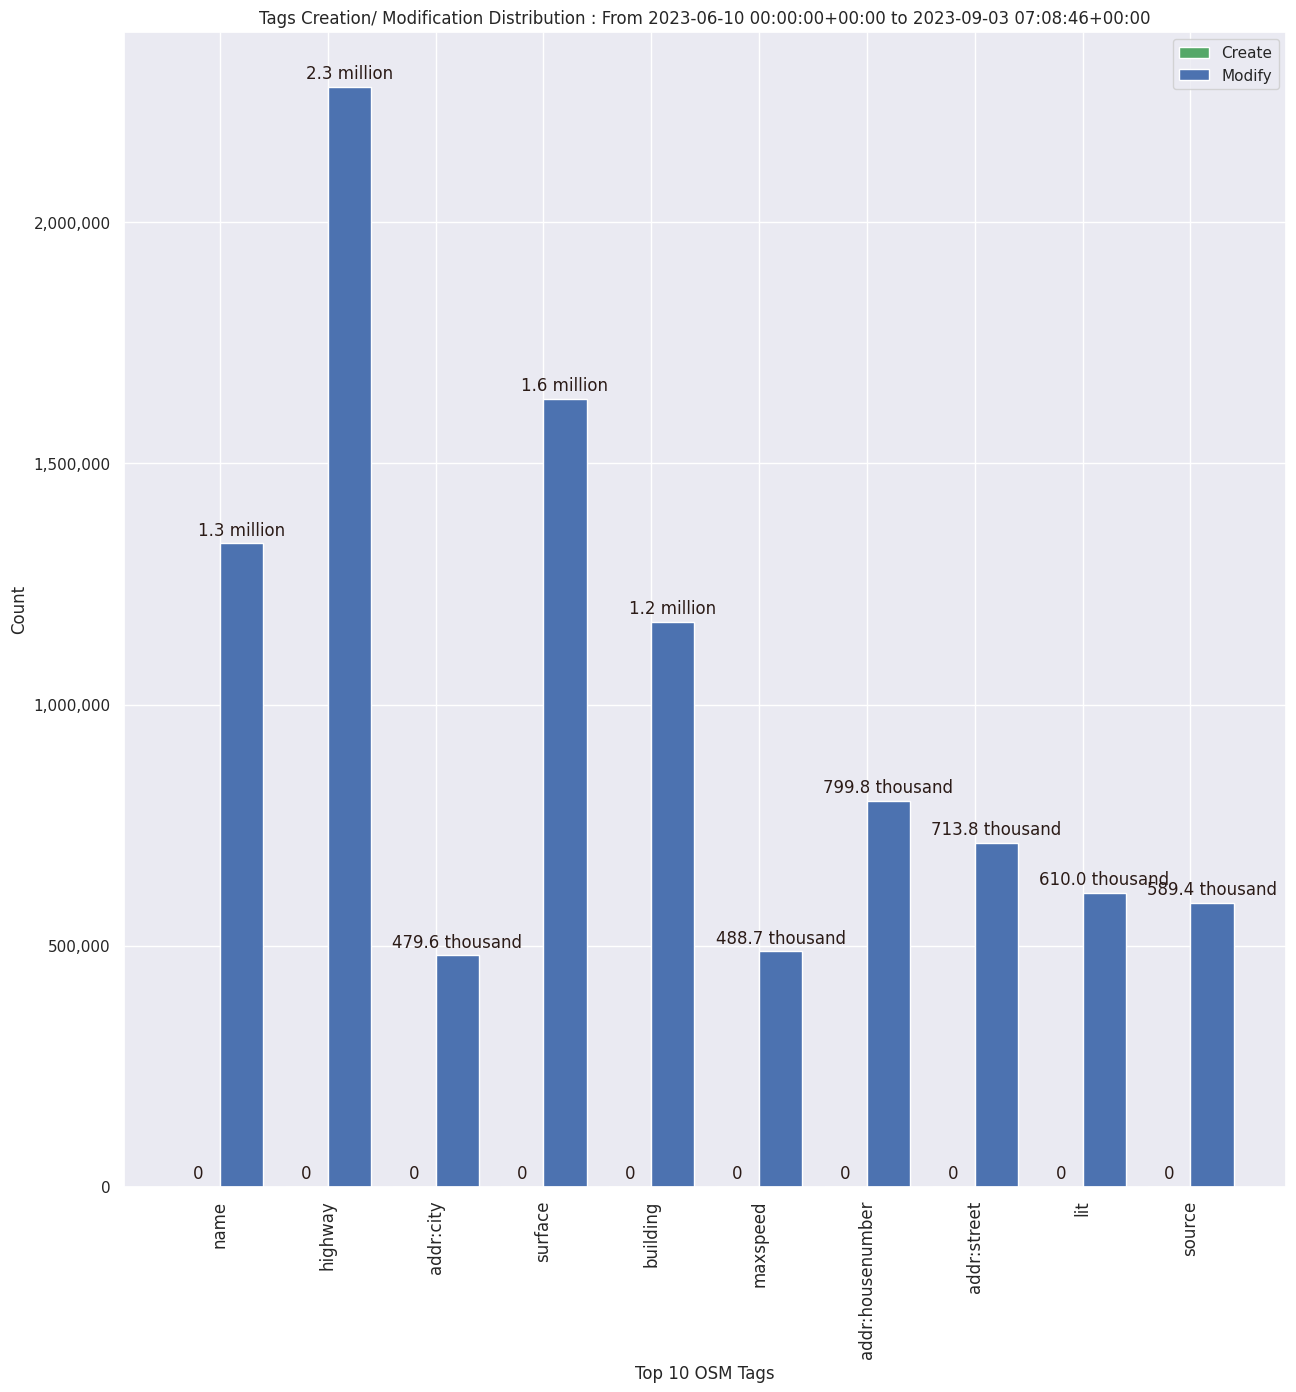 Tags Creation/ Modification Distribution : From 2023-06-10 00:00:00+00:00 to 2023-09-03 07:08:46+00:00
Create
Modify
2.3 million
2,000,000
1.6 million
1,500,000
1.3 million
1.2 million
1,000,000
799.8 thousand
713.8 thousand
610.0 thousand
589.4 thousand
500,000
479.6 thousand
488.7 thousand
0
0 0 0 0 0 0 0 0 0 0
Count
name
highway
addr:city
surface
building
maxspeed
addr:housenumber
addr:street
lit
source
Top 10 OSM Tags